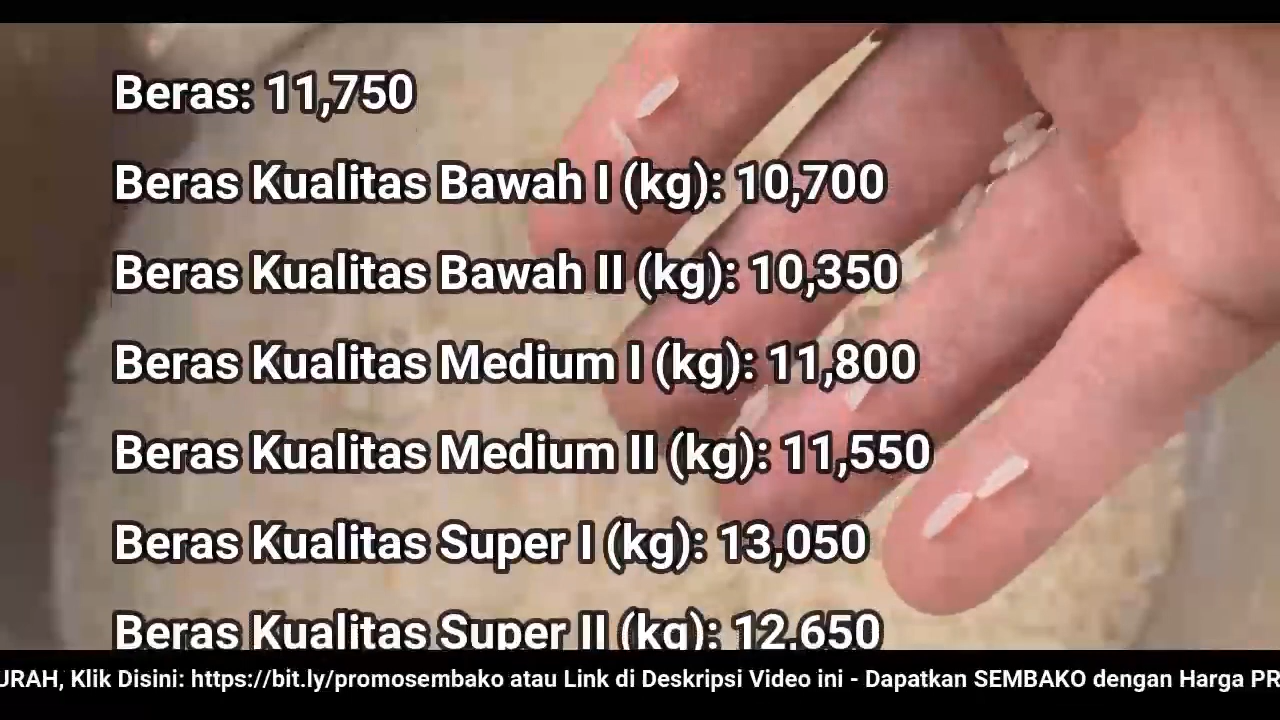 Beras: 11,750
Beras Kualitas Bawah I (kg): 10,700
Beras Kualitas Bawah II (kg): 10,350
Beras Kualitas Medium I (kg): 11,800
Beras Kualitas Medium II (kg): 11,550
Beras Kualitas Super I (kg): 13,050
Beras Kualitas Super II (kg): 12,650
URAH, Klik Disini: https://bit.ly/promosembako atau Link di Deskripsi Video ini - Dapatkan SEMBAKO dengan Harga PR